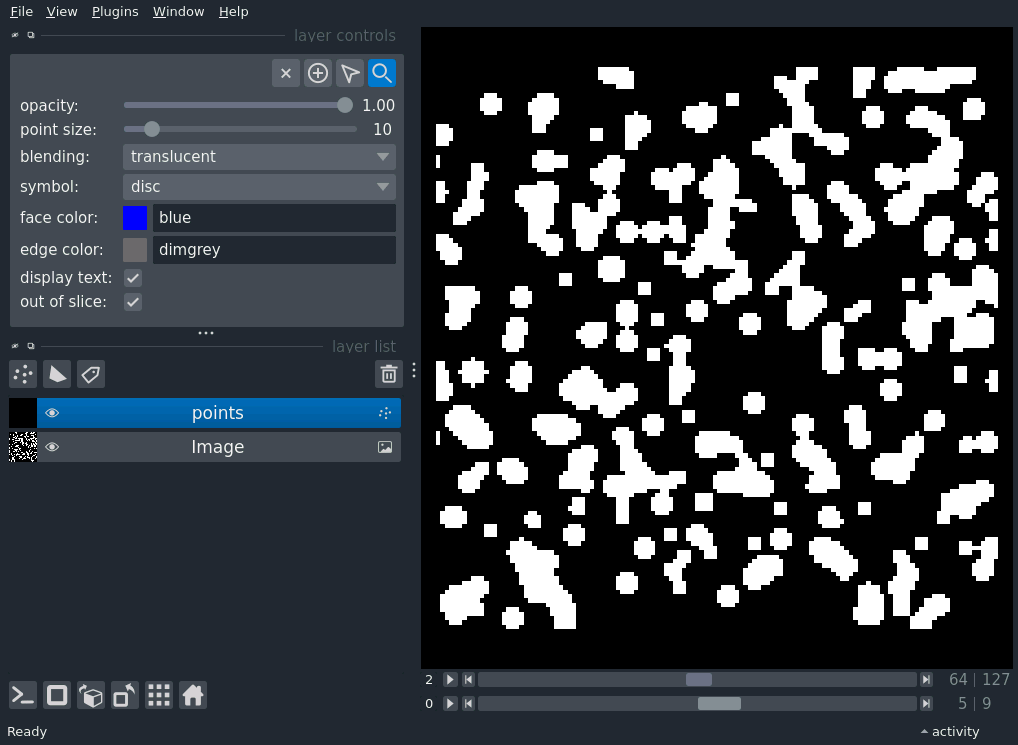 File View Plugins Window Help
layer controls
opacity: 1.00
point size: 10
blending: translucent
symbol: disc
face color: blue
edge color: dimgrey
display text:
out of slice:
layer list
points
Image
2 64 | 127
0 5 | 9
Ready activity